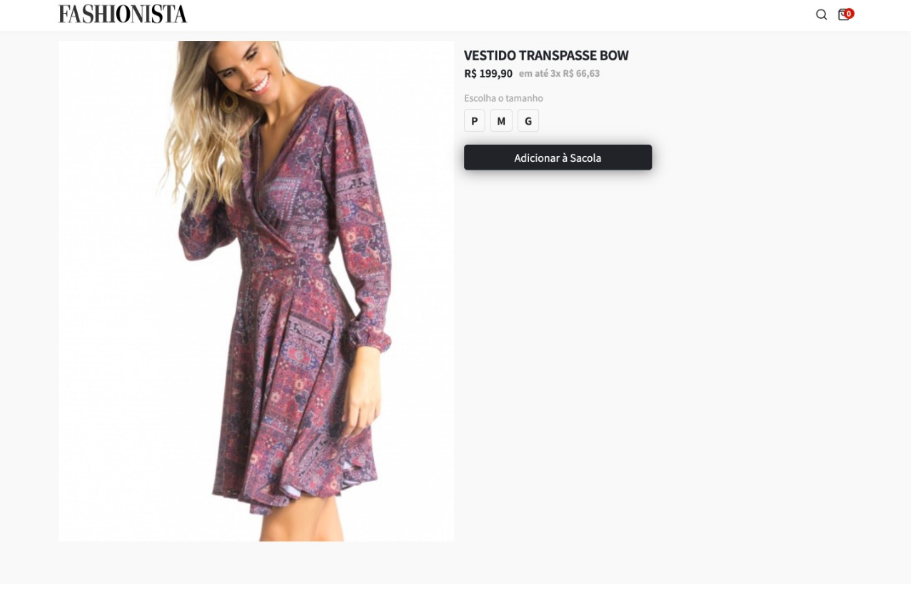 FASHIONISTA
0
VESTIDO TRANSPASSE BOW
R$ 199,90 em até 3x R$ 66,63
Escolha o tamanho
P M G
Adicionar à Sacola